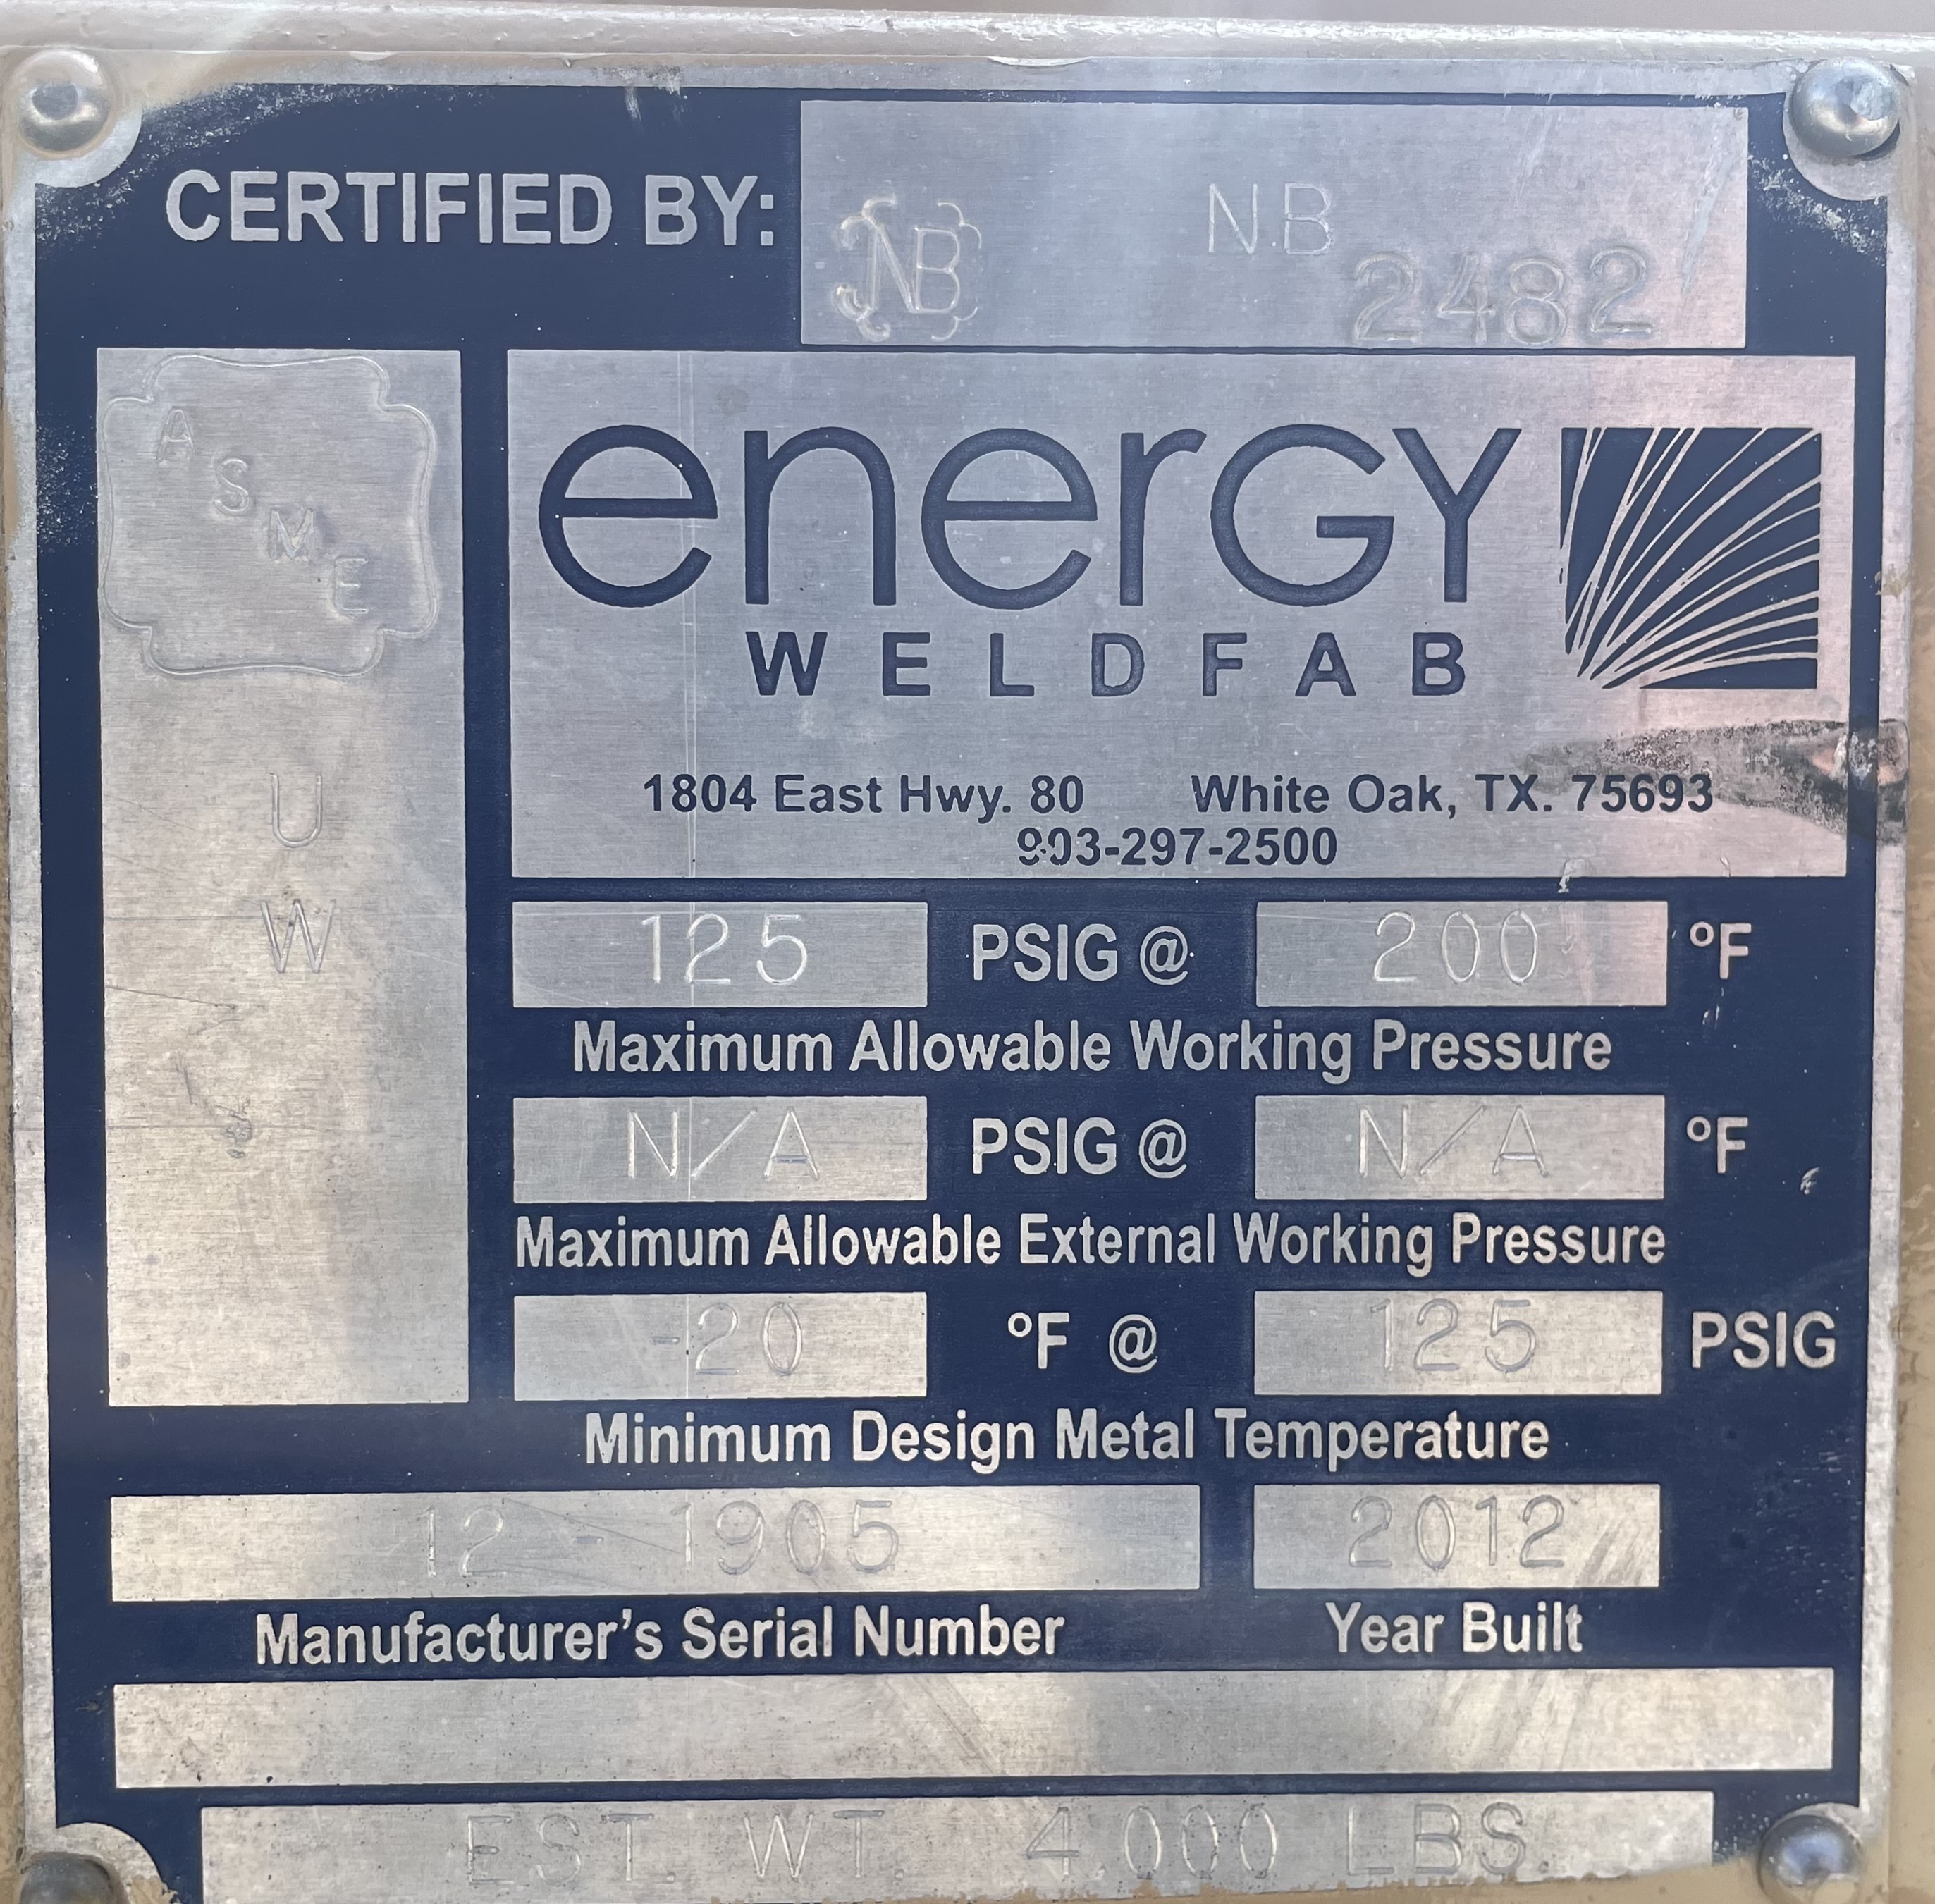 CERTIFIED BY:
NB
N.B
2482
ASME
U
W
enerGY
WELDFAB
1804 East Hwy. 80 White Oak, TX. 75693
903-297-2500
125 PSIG @ 200 °F
Maximum Allowable Working Pressure
N/A PSIG @ N/A °F
Maximum Allowable External Working Pressure
-20 °F @ 125 PSIG
Minimum Design Metal Temperature
12 - 1905 2012
Manufacturer's Serial Number Year Built
EST. WT. 4,000 LBS.